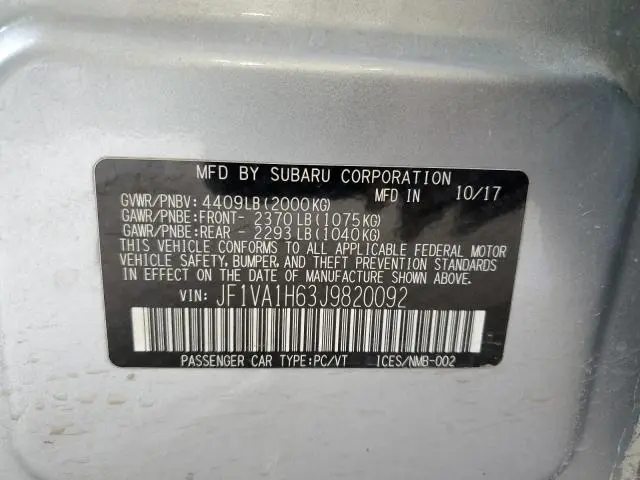 MFD BY SUBARU CORPORATION
GVWR/PNBV: 4409LB(2000KG) MFD IN 10/17
GAWR/PNBE:FRONT- 2370LB(1075KG)
GAWR/PNBE:REAR - 2293LB(1040KG)
THIS VEHICLE CONFORMS TO ALL APPLICABLE FEDERAL MOTOR
VEHICLE SAFETY, BUMPER, AND THEFT PREVENTION STANDARDS
IN EFFECT ON THE DATE OF MANUFACTURE SHOWN ABOVE.
VIN: JF1VA1H63J9820092
PASSENGER CAR TYPE:PC/VT ICES/NMB-002